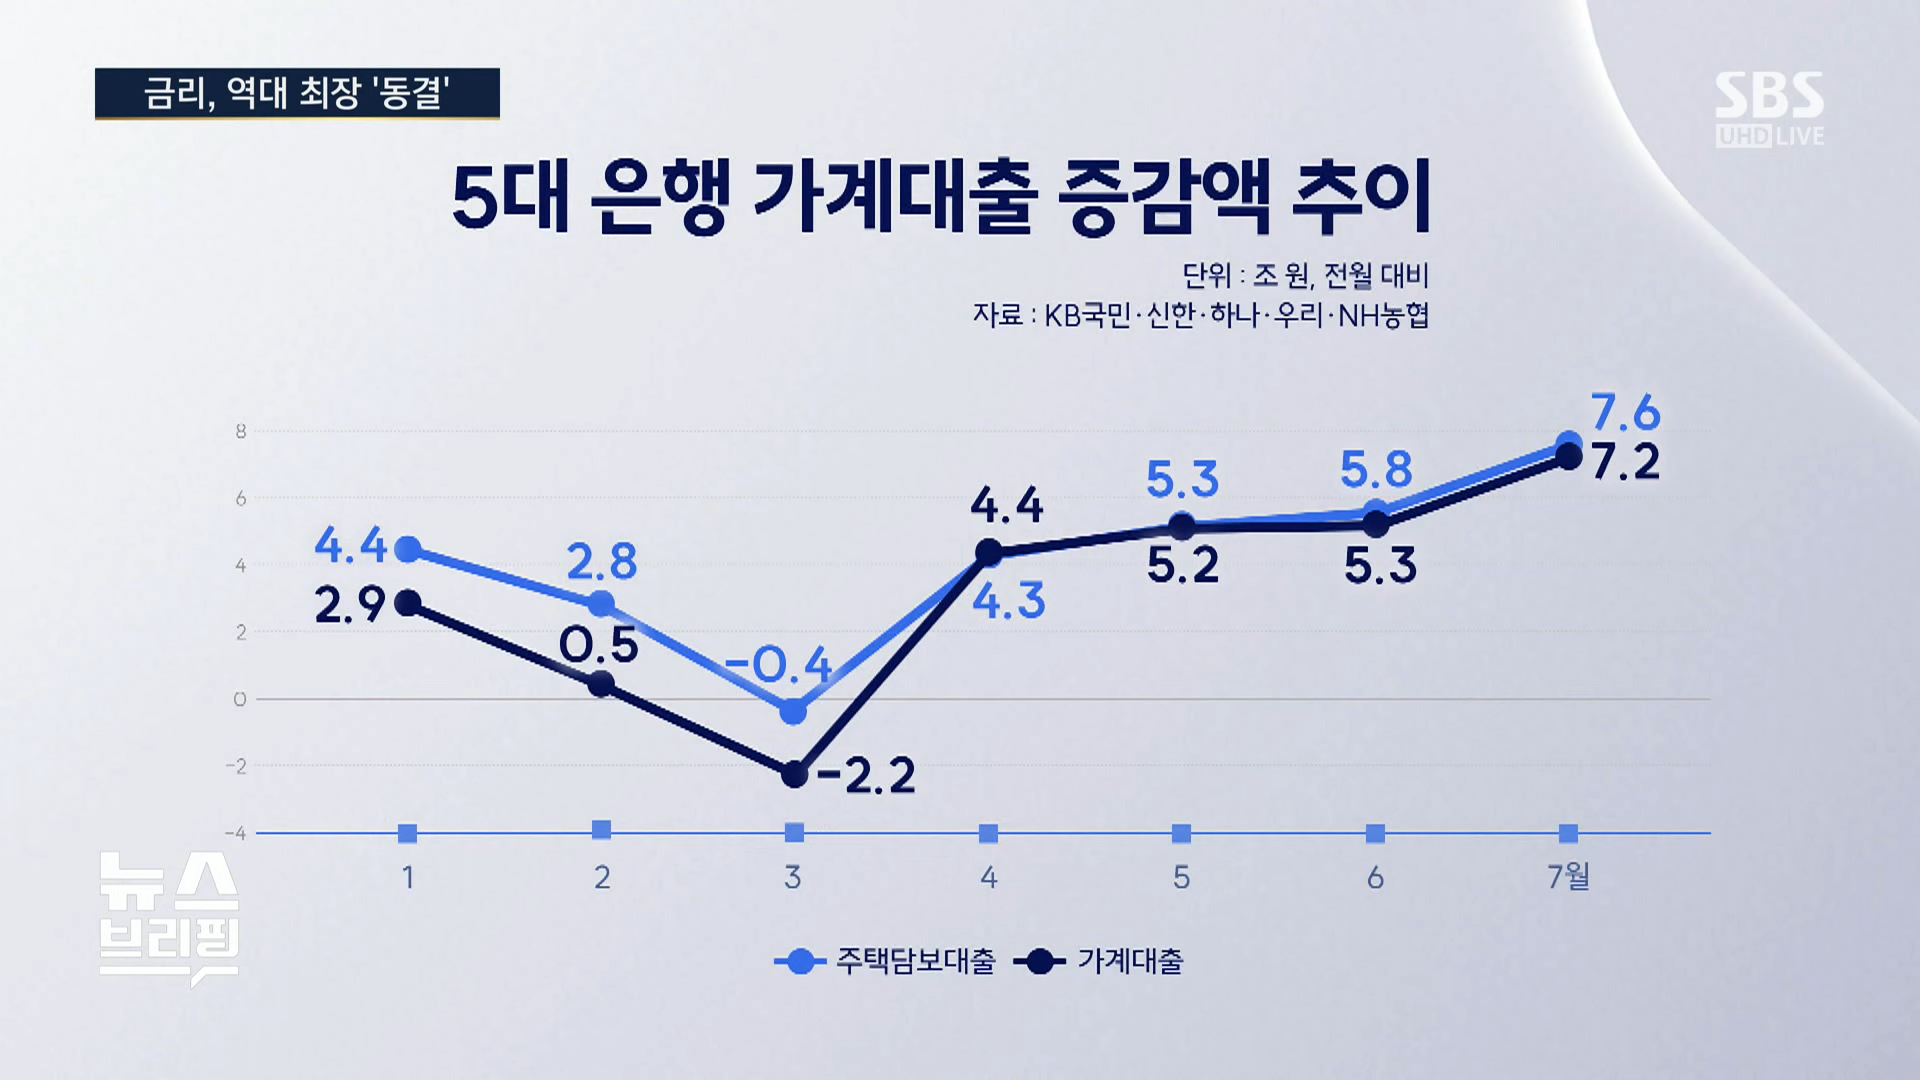 금리, 역대 최장 '동결'
SBS
UHD LIVE
5대 은행 가계대출 증감액 추이
단위 : 조 원, 전월 대비
자료 : KB국민·신한·하나·우리·NH농협
8
6
4
2
0
-2
-4
4.4
2.8
-0.4
4.3
5.3
5.8
7.6
2.9
0.5
-2.2
4.4
5.2
5.3
7.2
1 2 3 4 5 6 7월
뉴스
브리핑
주택담보대출 가계대출